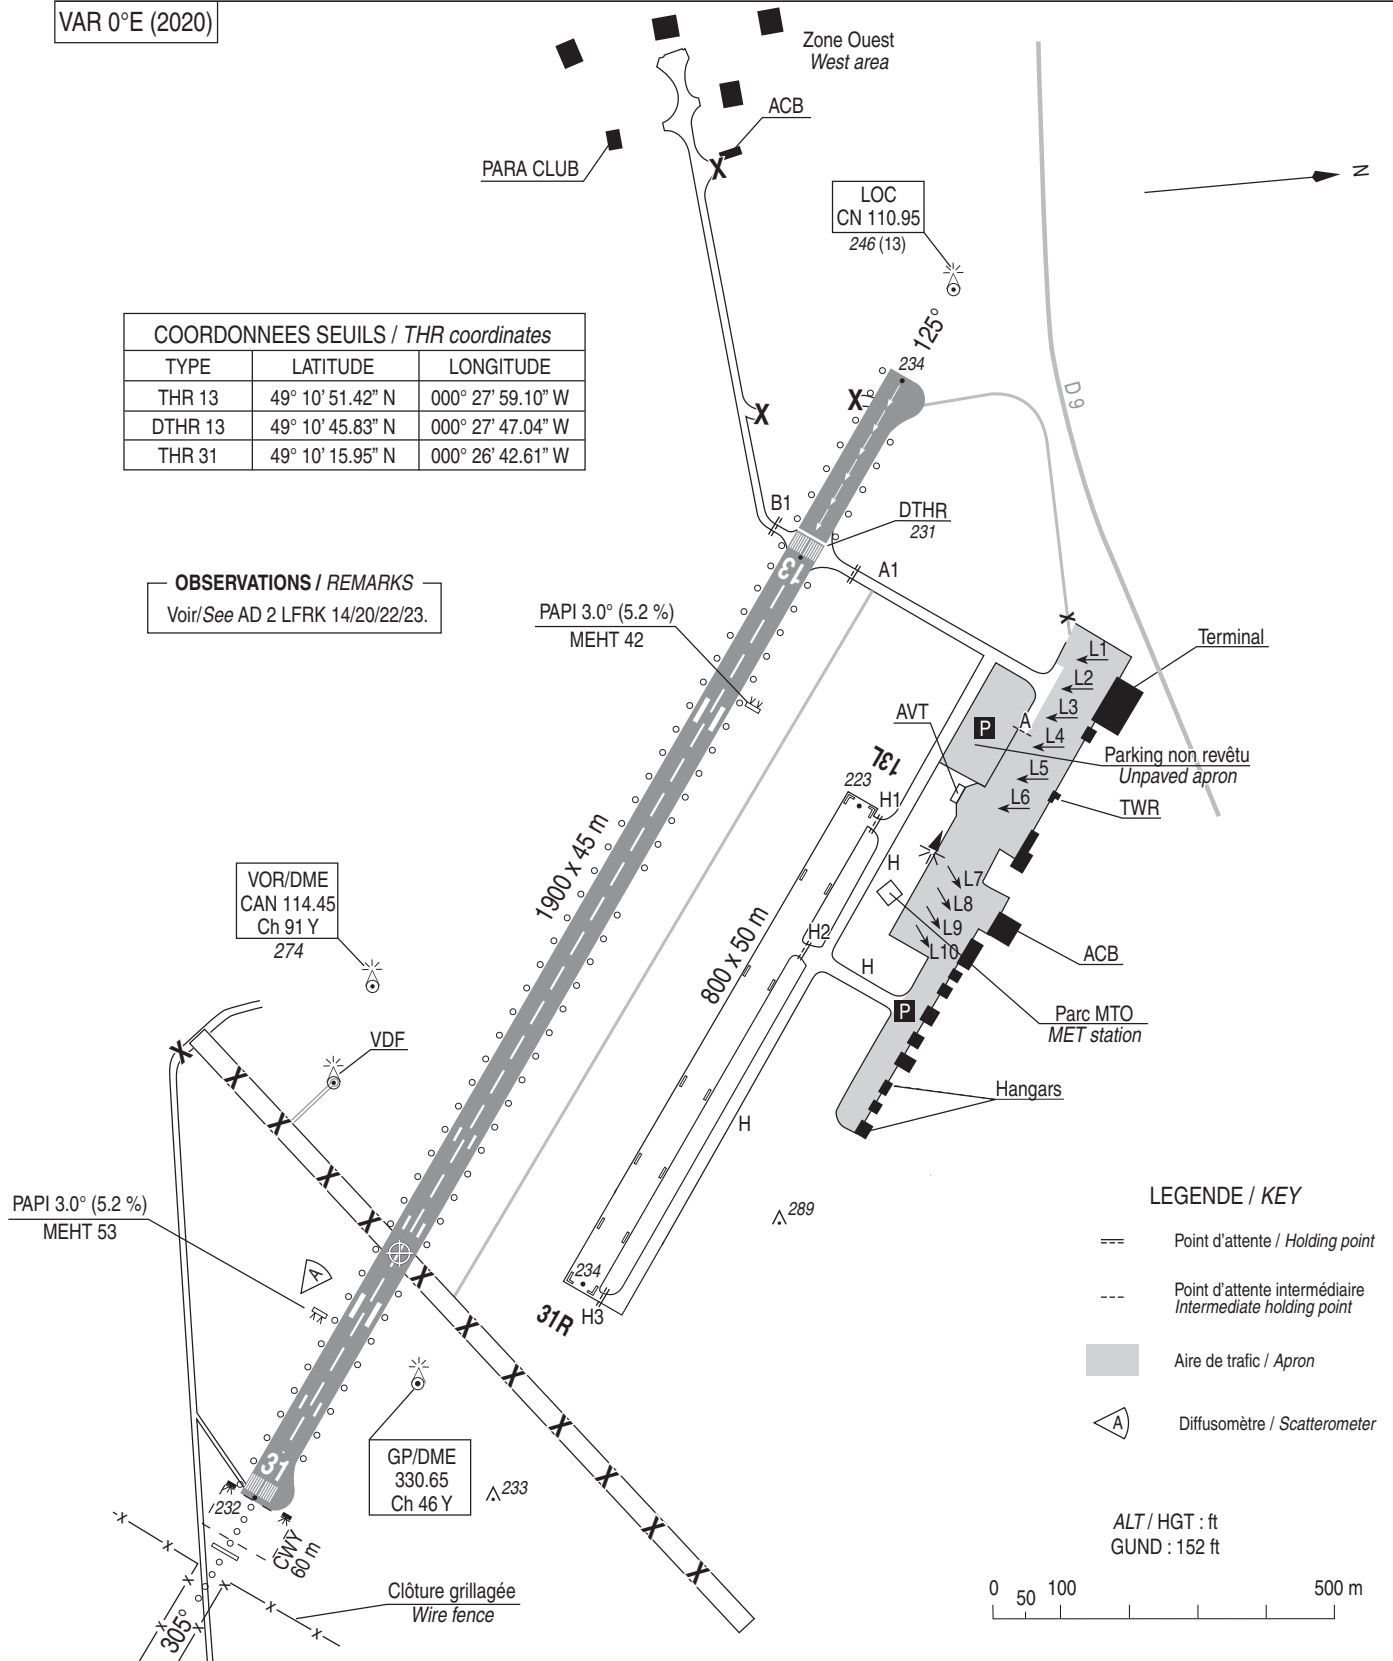 VAR 0°E (2020)
Zone Ouest
West area
ACB
PARA CLUB
N
LOC
CN 110.95
246 (13)
COORDONNEES SEUILS / THR coordinates
TYPE LATITUDE LONGITUDE
THR 13 49° 10’ 51.42” N 000° 27’ 59.10” W
DTHR 13 49° 10’ 45.83” N 000° 27’ 47.04” W
THR 31 49° 10’ 15.95” N 000° 26’ 42.61” W
125°
234
X
X
X
D 9
B1
DTHR
231
13
A1
OBSERVATIONS / REMARKS
Voir/See AD 2 LFRK 14/20/22/23.
PAPI 3.0° (5.2 %)
MEHT 42
X
Terminal
L1
L2
L3
L4
L5
L6
A
P
AVT
Parking non revêtu
Unpaved apron
TWR
13L
223
H1
H
L7
L8
L9
L10
H2
H
ACB
P
Parc MTO
MET station
Hangars
1900 x 45 m
800 x 50 m
VOR/DME
CAN 114.45
Ch 91 Y
274
VDF
X
X
X
X
X
H
PAPI 3.0° (5.2 %)
MEHT 53
A
289
234
31R
H3
X
X
X
X
X
X
X
GP/DME
330.65
Ch 46 Y
233
31
232
CWY
60 m
x
x
x
x
x
x
x
x
x
305°
Clôture grillagée
Wire fence
LEGENDE / KEY
Point d'attente / Holding point
Point d'attente intermédiaire
Intermediate holding point
Aire de trafic / Apron
A
Diffusomètre / Scatterometer
ALT / HGT : ft
GUND : 152 ft
0 50 100 500 m